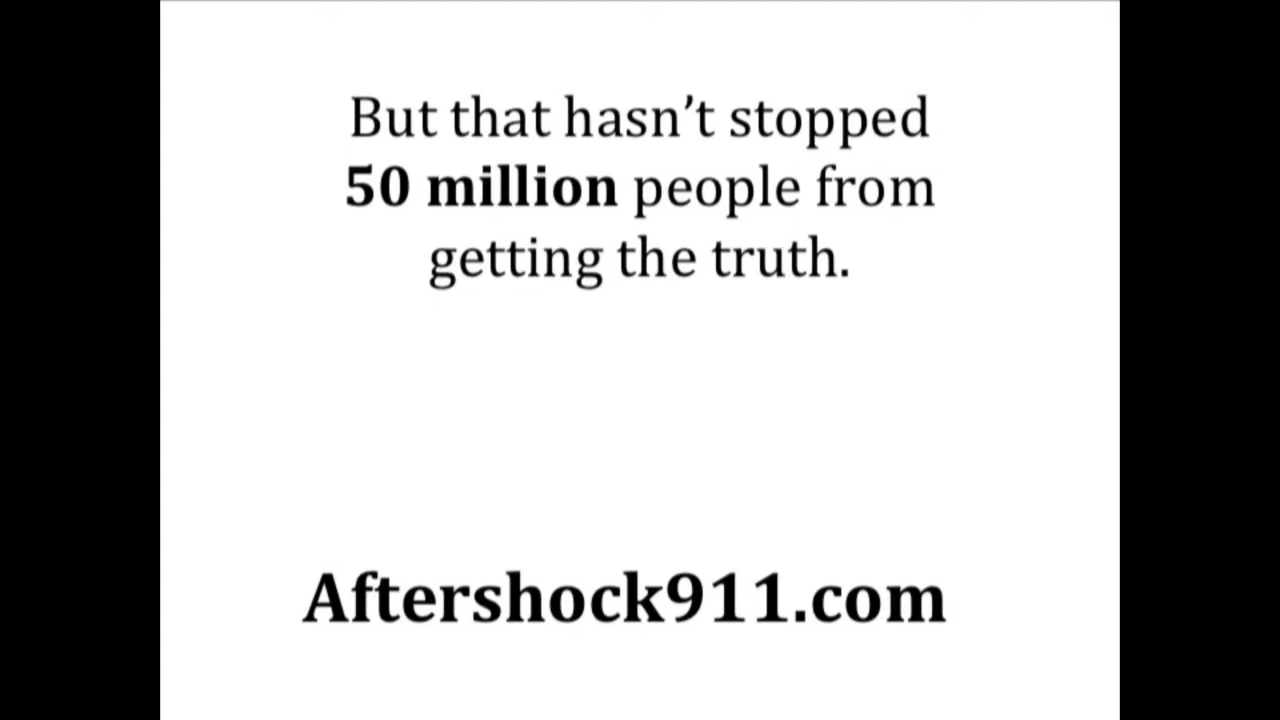 But that hasn’t stopped
50 million people from
getting the truth.
Aftershock911.com